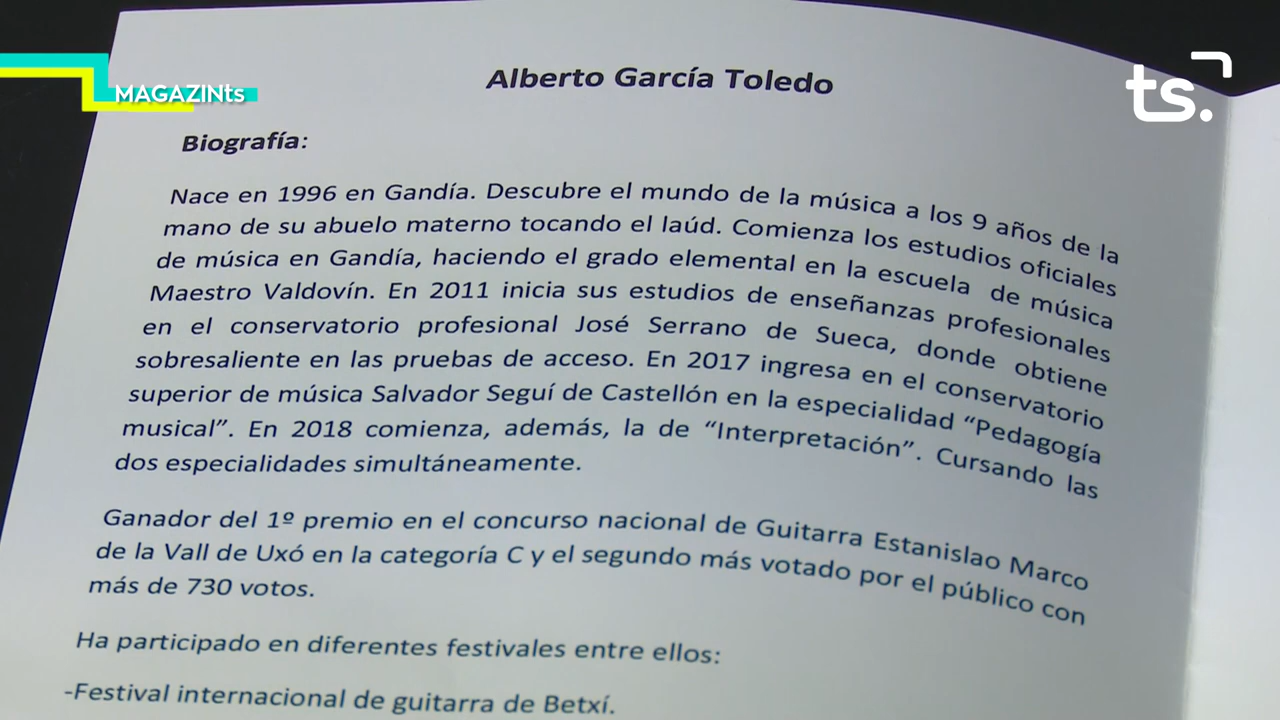 MAGAZINts
ts.
Alberto García Toledo
Biografía:
Nace en 1996 en Gandía. Descubre el mundo de la música a los 9 años de la
mano de su abuelo materno tocando el laúd. Comienza los estudios oficiales
de música en Gandía, haciendo el grado elemental en la escuela de música
Maestro Valdovín. En 2011 inicia sus estudios de enseñanzas profesionales
en el conservatorio profesional José Serrano de Sueca, donde obtiene
sobresaliente en las pruebas de acceso. En 2017 ingresa en el conservatorio
superior de música Salvador Seguí de Castellón en la especialidad “Pedagogía
musical”. En 2018 comienza, además, la de “Interpretación”. Cursando las
dos especialidades simultáneamente.
Ganador del 1º premio en el concurso nacional de Guitarra Estanislao Marco
de la Vall de Uxó en la categoría C y el segundo más votado por el público con
más de 730 votos.
Ha participado en diferentes festivales entre ellos:
-Festival internacional de guitarra de Betxí.